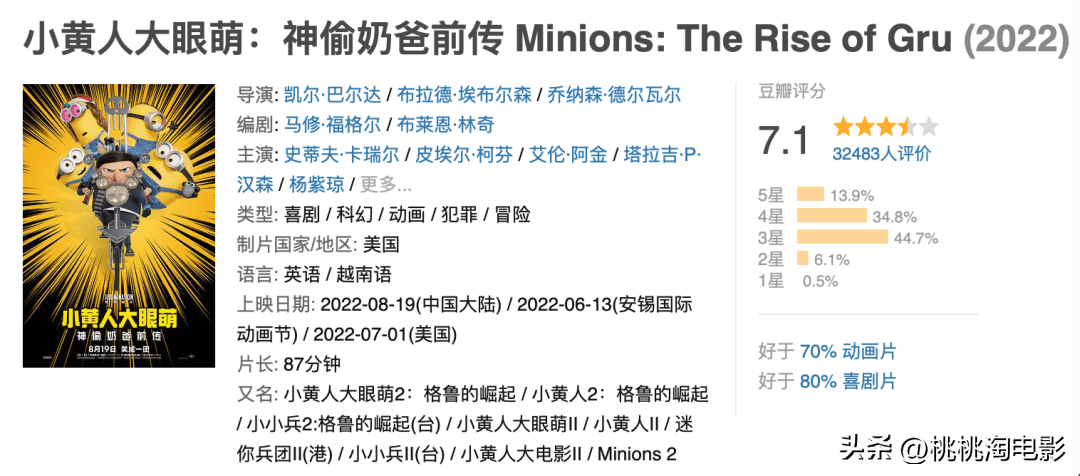 小黄人大眼萌：神偷奶爸前传 Minions: The Rise of Gru (2022)
导演: 凯尔·巴尔达 / 布拉德·埃布尔森 / 乔纳森·德尔瓦尔
编剧: 马修·福格尔 / 布莱恩·林奇
主演: 史蒂夫·卡瑞尔 / 皮埃尔·柯芬 / 艾伦·阿金 / 塔拉吉·P·
汉森 / 杨紫琼 / 更多...
类型: 喜剧 / 科幻 / 动画 / 犯罪 / 冒险
制片国家/地区: 美国
语言: 英语 / 越南语
上映日期: 2022-08-19(中国大陆) / 2022-06-13(安锡国际
动画节) / 2022-07-01(美国)
片长: 87分钟
又名: 小黄人大眼萌2：格鲁的崛起 / 小黄人2：格鲁的崛起
/ 小小兵2:格鲁的崛起(台) / 小黄人大眼萌II / 小黄人II / 迷
你兵团II(港) / 小小兵II(台) / 小黄人大电影II / Minions 2
豆瓣评分
7.1
32483人评价
5星 13.9%
4星 34.8%
3星 44.7%
2星 6.1%
1星 0.5%
好于 70% 动画片
好于 80% 喜剧片
ILLUMINATION
小黄人大眼萌
神偷奶爸前传
8月19日 笑成一团
头条 @桃桃淘电影